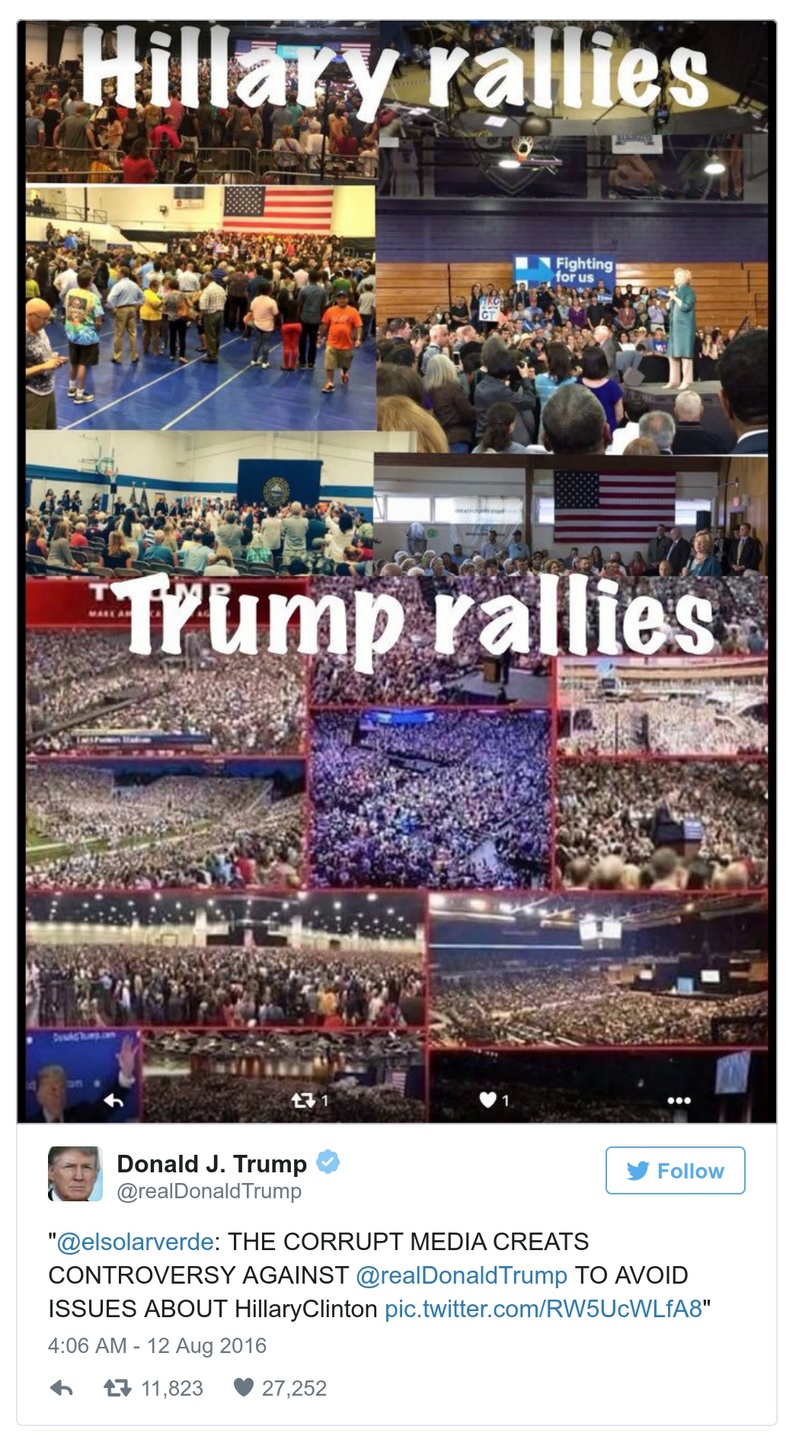 Hillary rallies
Fighting
for us
Trump rallies
DonaldTrump.com
1
1
Donald J. Trump
@realDonaldTrump
Follow
"@elsolarverde: THE CORRUPT MEDIA CREATS
CONTROVERSY AGAINST @realDonaldTrump TO AVOID
ISSUES ABOUT HillaryClinton pic.twitter.com/RW5UcWLfA8"
4:06 AM - 12 Aug 2016
11,823
27,252